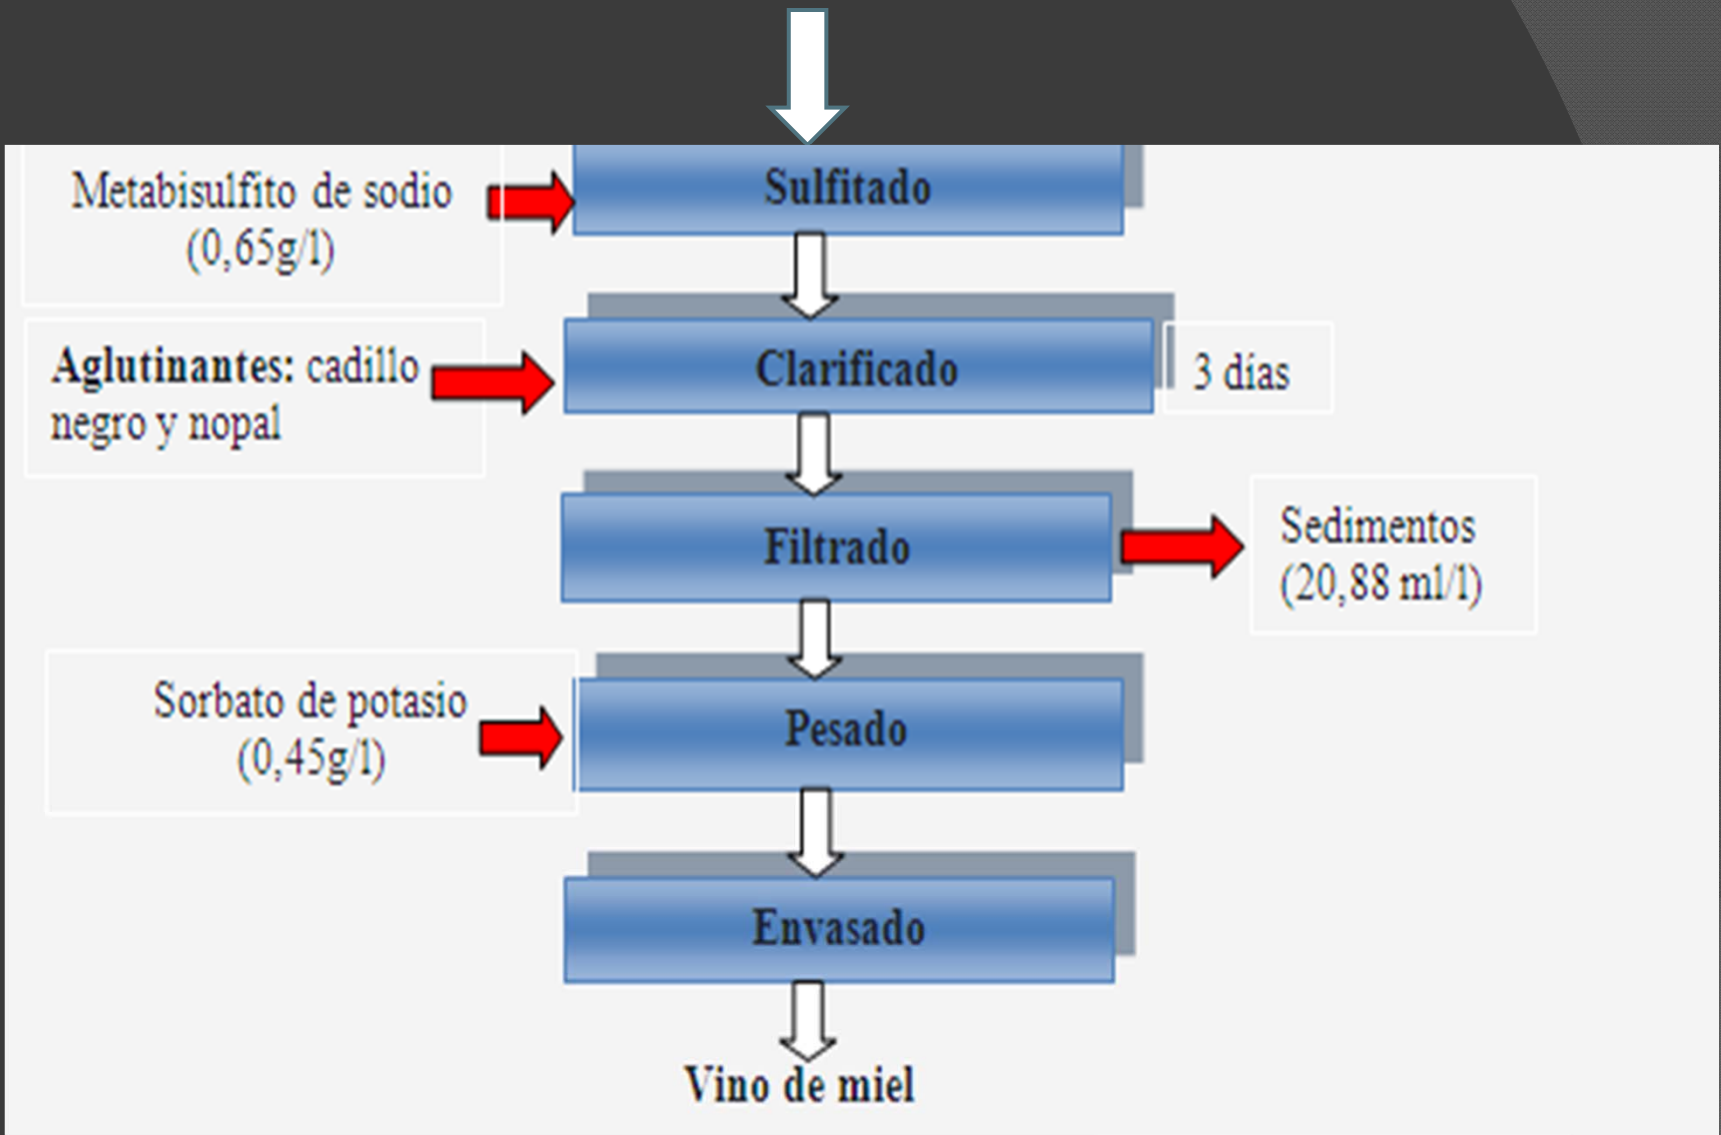 Metabisulfito de sodio
(0,65g/l)
Sulfitado
Aglutinantes: cadillo
negro y nopal
Clarificado
3 días
Filtrado
Sedimentos
(20,88 ml/l)
Sorbato de potasio
(0,45g/l)
Pesado
Envasado
Vino de miel